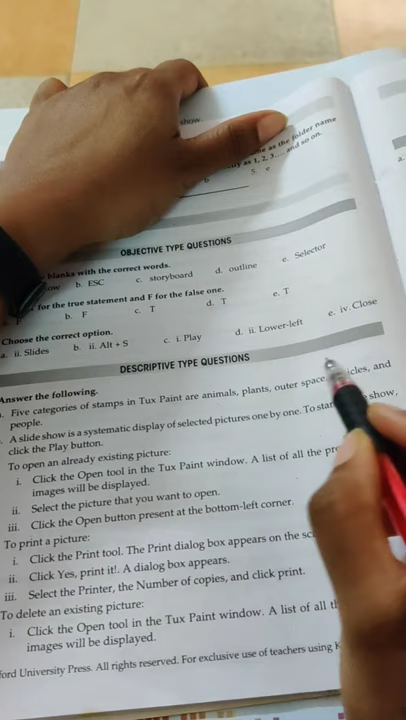 show.
me as the folder name
ly as 1, 2, 3.... and so on.
5. e
OBJECTIVE TYPE QUESTIONS
blanks with the correct words.
b. ESC c. storyboard d. outline e. Selector
for the true statement and F for the false one.
b. F c. T d. T e. T
Choose the correct option.
a. ii. Slides b. ii. Alt + S c. i. Play d. ii. Lower-left e. iv. Close
DESCRIPTIVE TYPE QUESTIONS
Answer the following.
Five categories of stamps in Tux Paint are animals, plants, outer space, and
people.
A slide show is a systematic display of selected pictures one by one. To show,
click the Play button.
To open an already existing picture:
i. Click the Open tool in the Tux Paint window. A list of all the
images will be displayed.
ii. Select the picture that you want to open.
iii. Click the Open button present at the bottom-left corner.
To print a picture:
i. Click the Print tool. The Print dialog box appears on the
ii. Click Yes, print it!. A dialog box appears.
iii. Select the Printer, the Number of copies, and click print.
To delete an existing picture:
i. Click the Open tool in the Tux Paint window. A list of all
images will be displayed.
ford University Press. All rights reserved. For exclusive use of teachers using
a.